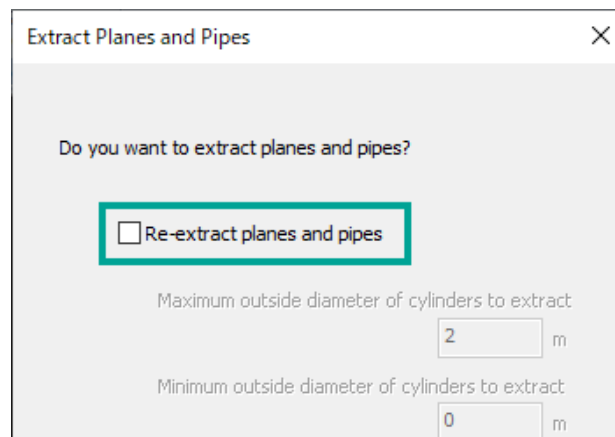 Extract Planes and Pipes
Do you want to extract planes and pipes?
Re-extract planes and pipes
Maximum outside diameter of cylinders to extract
2 m
Minimum outside diameter of cylinders to extract
0 m